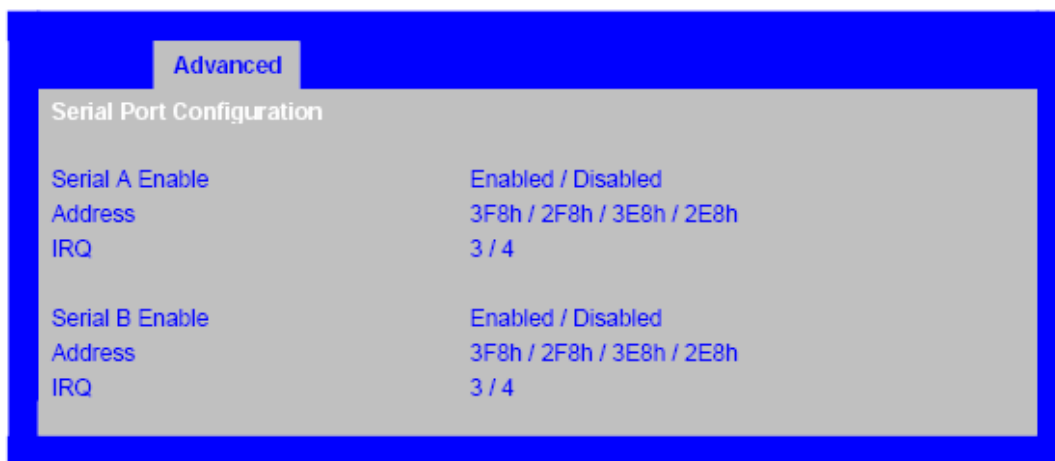 Advanced
Serial Port Configuration
Serial A Enable Enabled / Disabled
Address 3F8h / 2F8h / 3E8h / 2E8h
IRQ 3 / 4
Serial B Enable Enabled / Disabled
Address 3F8h / 2F8h / 3E8h / 2E8h
IRQ 3 / 4